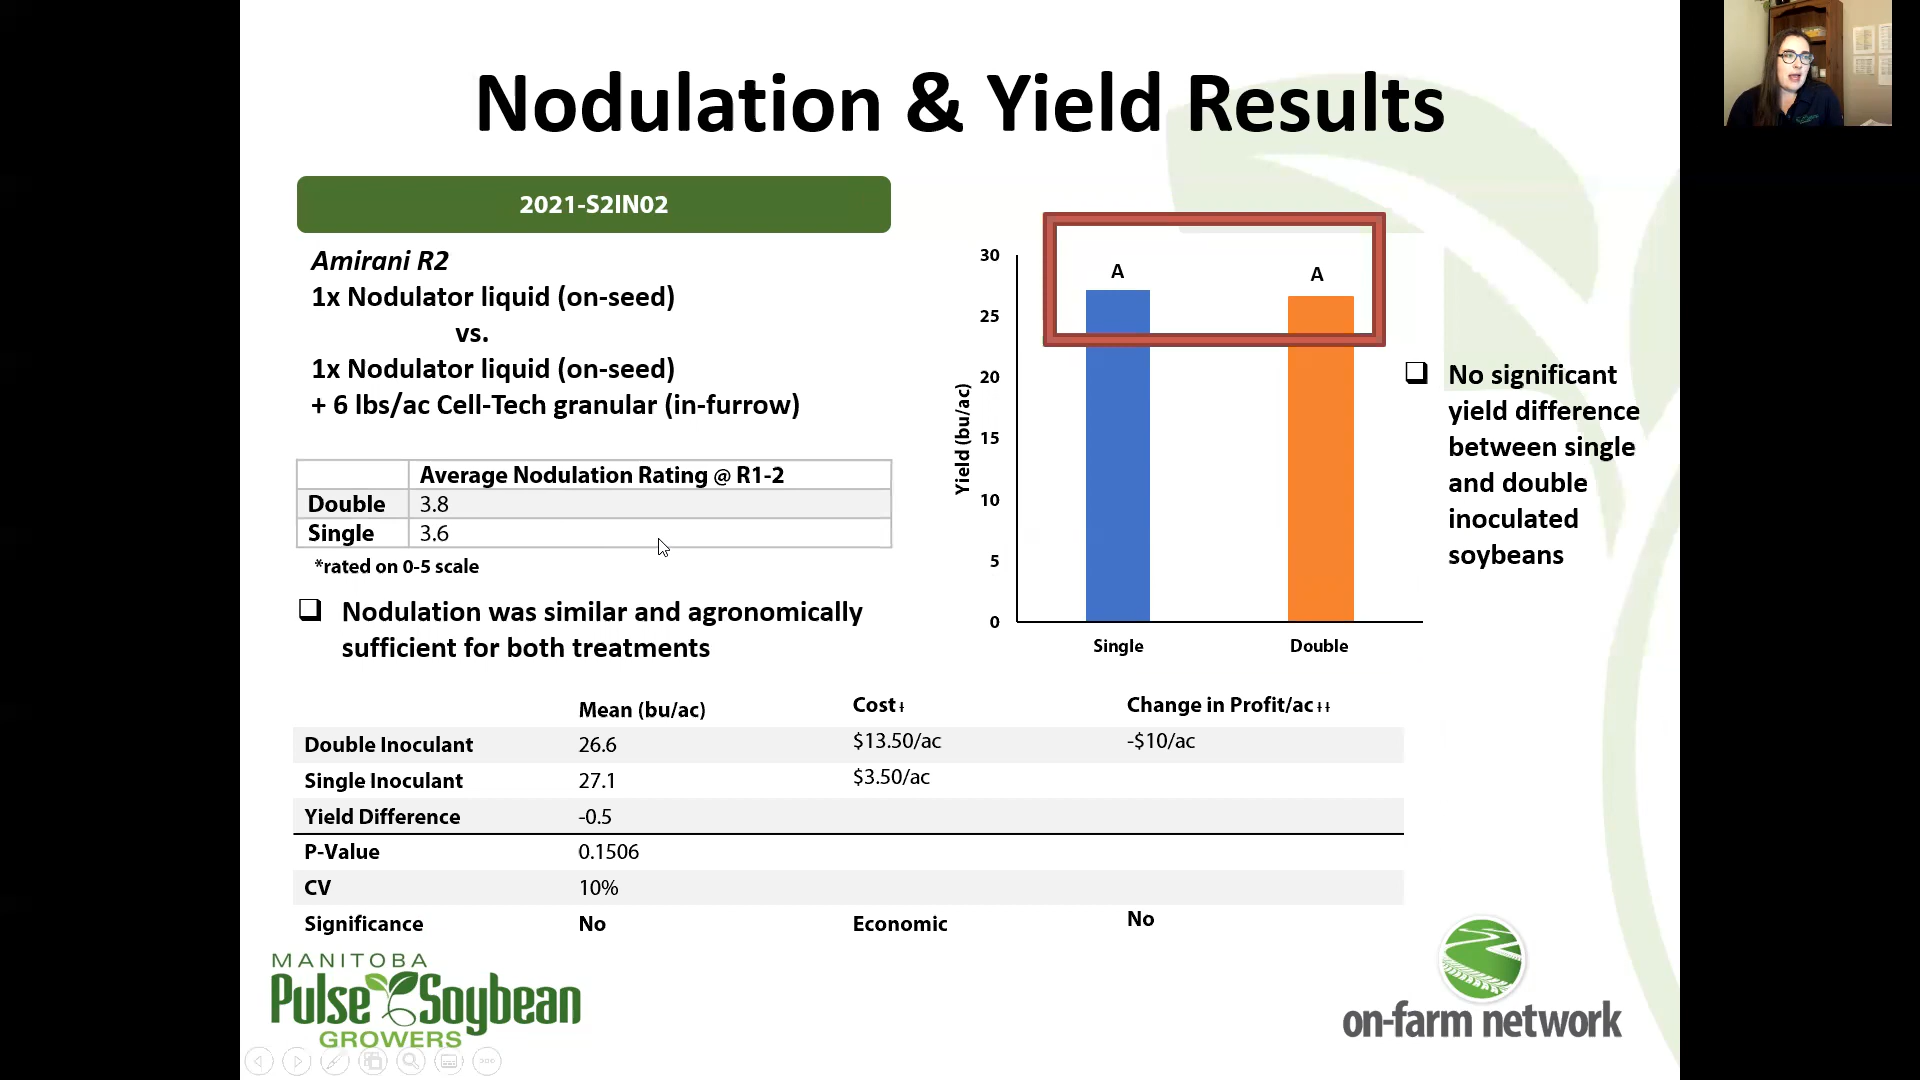 Nodulation & Yield Results
2021-S2IN02
Amirani R2
1x Nodulator liquid (on-seed)
vs.
1x Nodulator liquid (on-seed)
+ 6 lbs/ac Cell-Tech granular (in-furrow)
Average Nodulation Rating @ R1-2
Double 3.8
Single 3.6
*rated on 0-5 scale
❑ Nodulation was similar and agronomically
sufficient for both treatments
Yield (bu/ac)
30
25
20
15
10
5
0
A A
Single Double
❑ No significant
yield difference
between single
and double
inoculated
soybeans
Mean (bu/ac) Cost ƚ Change in Profit/ac ƚ ƚ
Double Inoculant 26.6 $13.50/ac -$10/ac
Single Inoculant 27.1 $3.50/ac
Yield Difference -0.5
P-Value 0.1506
CV 10%
Significance No Economic No
MANITOBA
Pulse Soybean
GROWERS
on-farm network